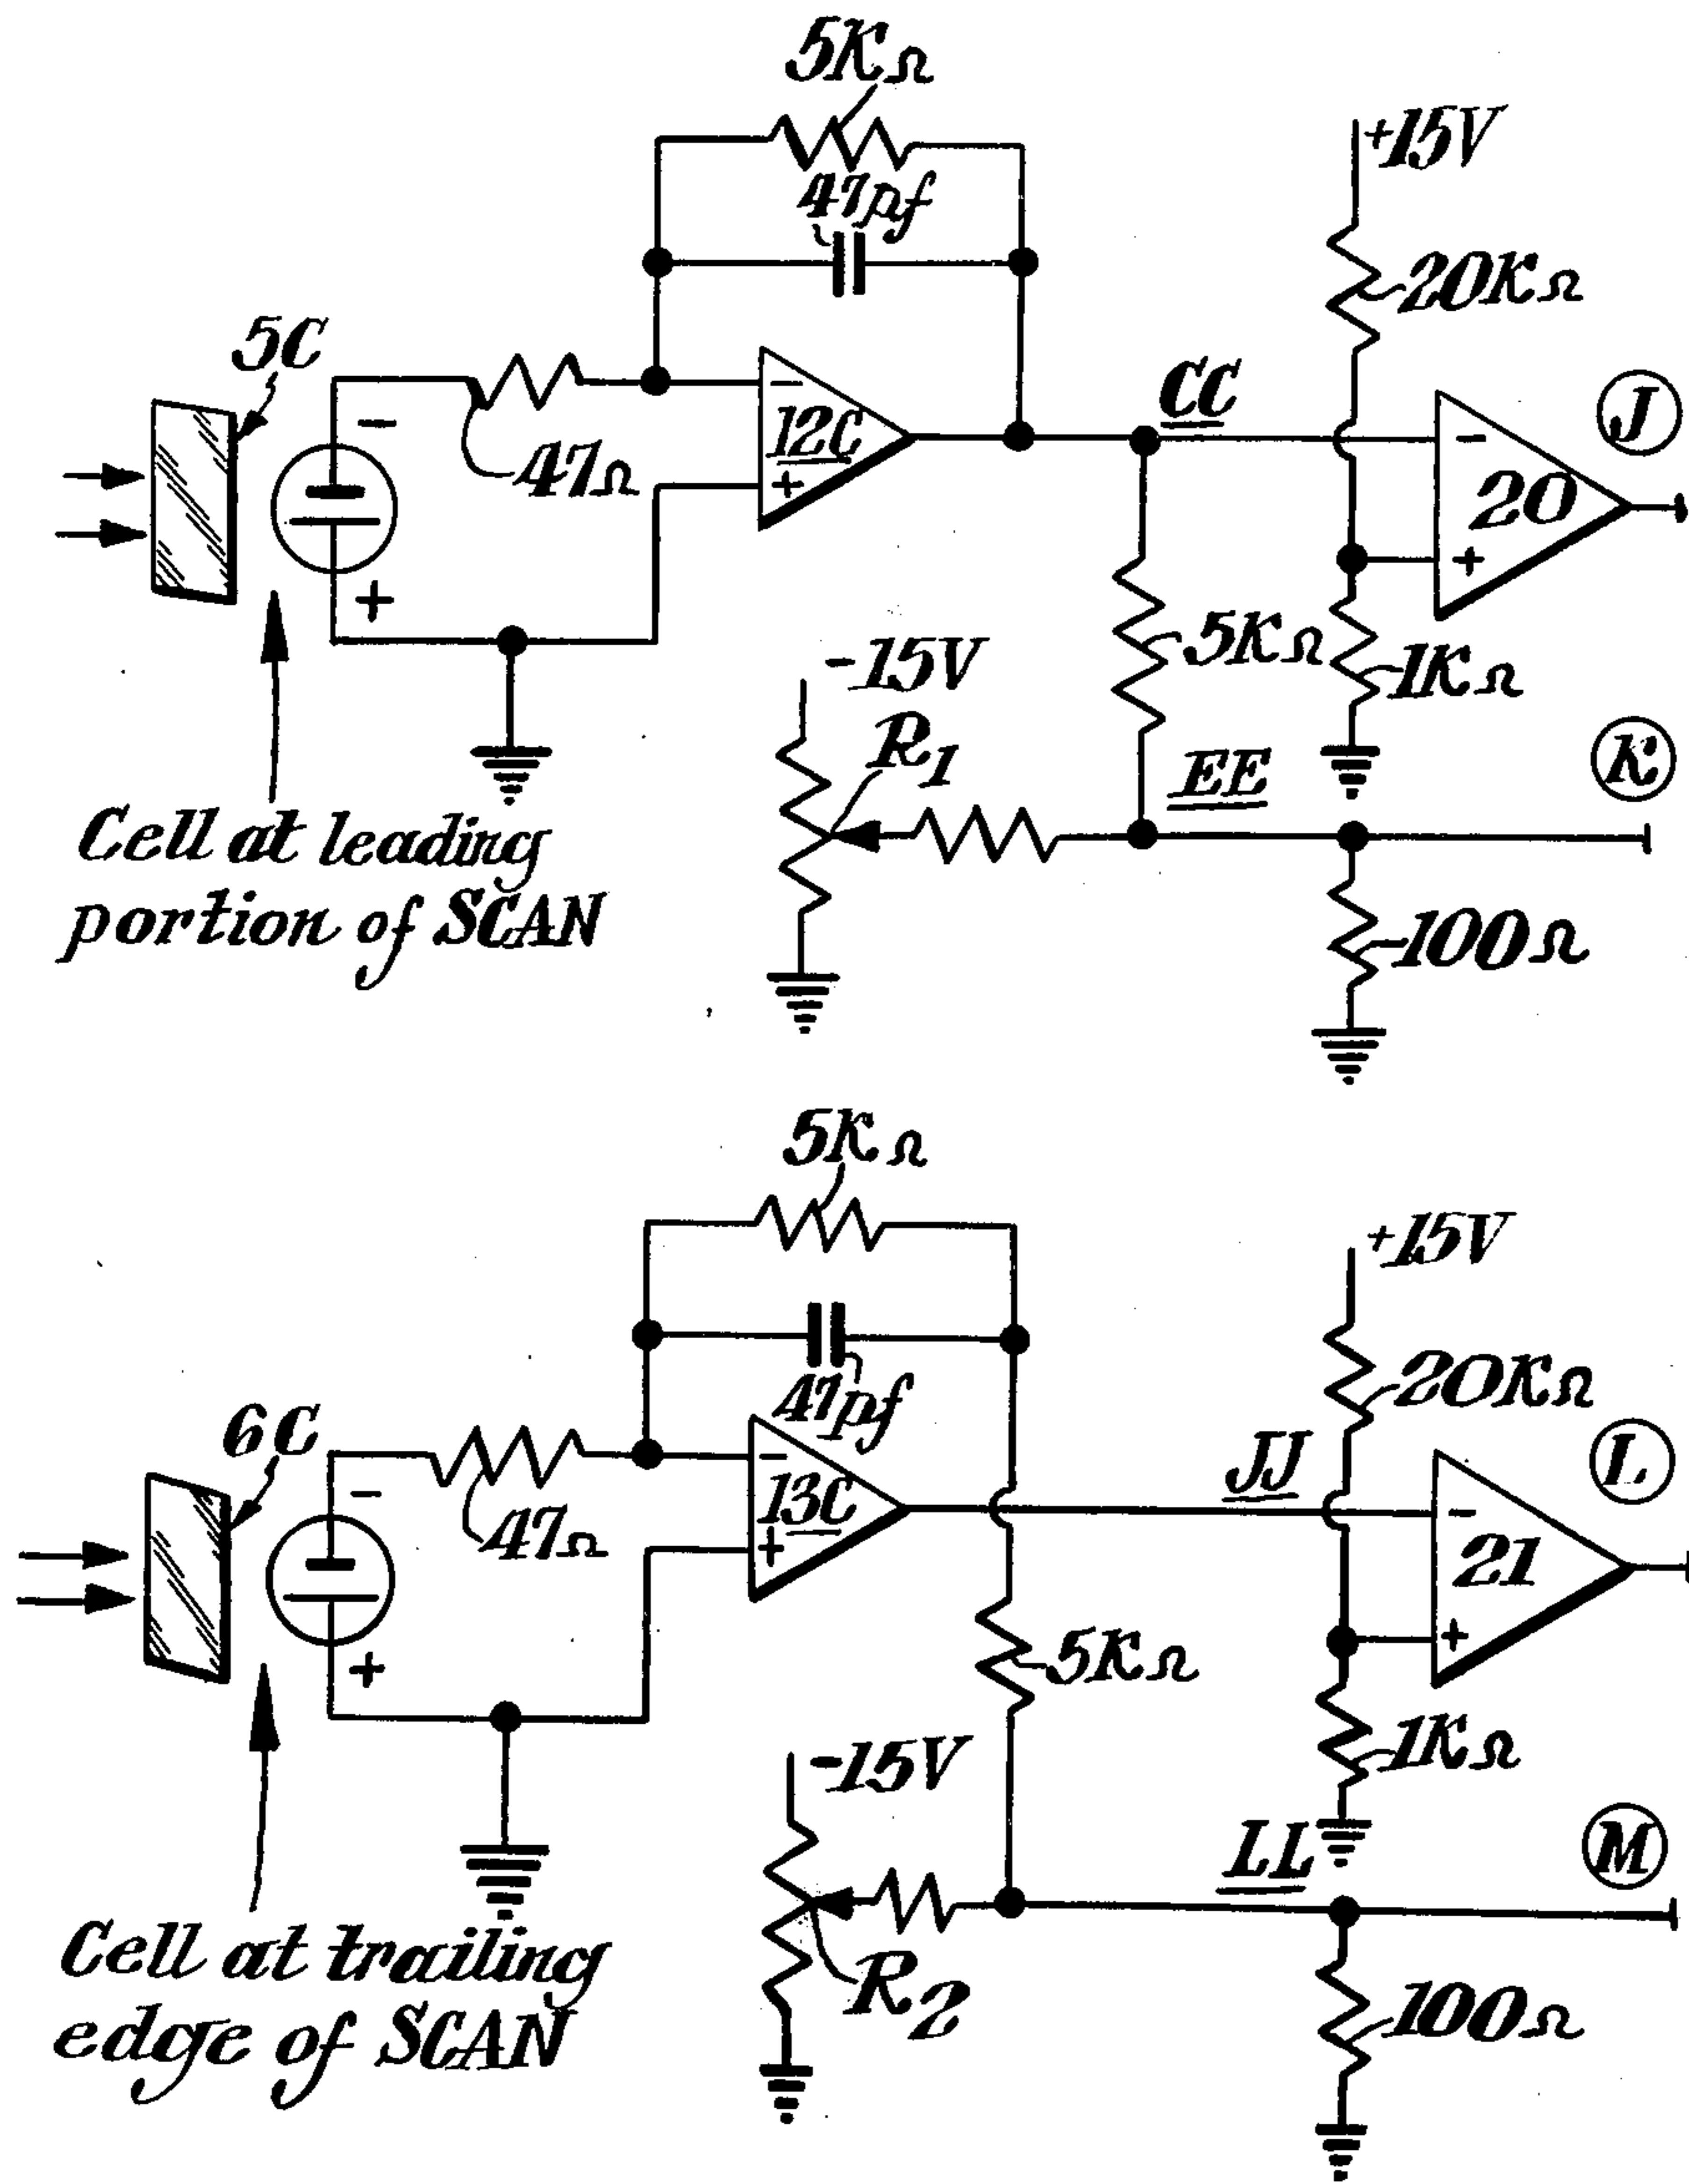 5KΩ
47pf
+15V
20KΩ
5C
-
47Ω
-
12C
+
CC
-
20
+
J
+
-15V
R1
5KΩ
1KΩ
EE
K
Cell at leading
portion of SCAN
100Ω
5KΩ
47pf
+15V
20KΩ
6C
-
47Ω
-
13C
+
JJ
-
21
+
L
+
5KΩ
1KΩ
-15V
R2
LL
M
Cell at trailing
edge of SCAN
100Ω